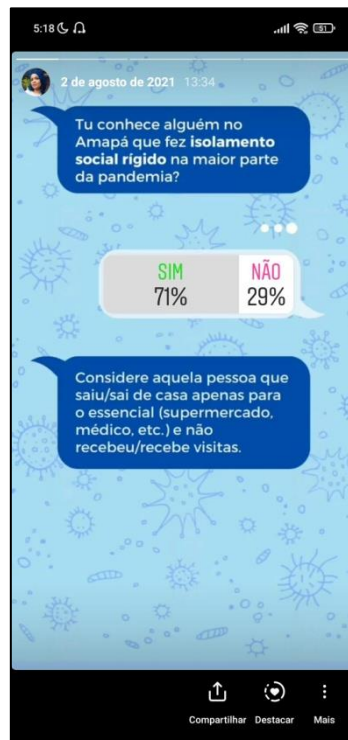 5:18
51
2 de agosto de 2021 13:34
Tu conhece alguém no
Amapá que fez isolamento
social rígido na maior parte
da pandemia?
SIM NÃO
71% 29%
Considere aquela pessoa que
saiu/sai de casa apenas para
o essencial (supermercado,
médico, etc.) e não
recebeu/recebe visitas.
Compartilhar Destacar Mais